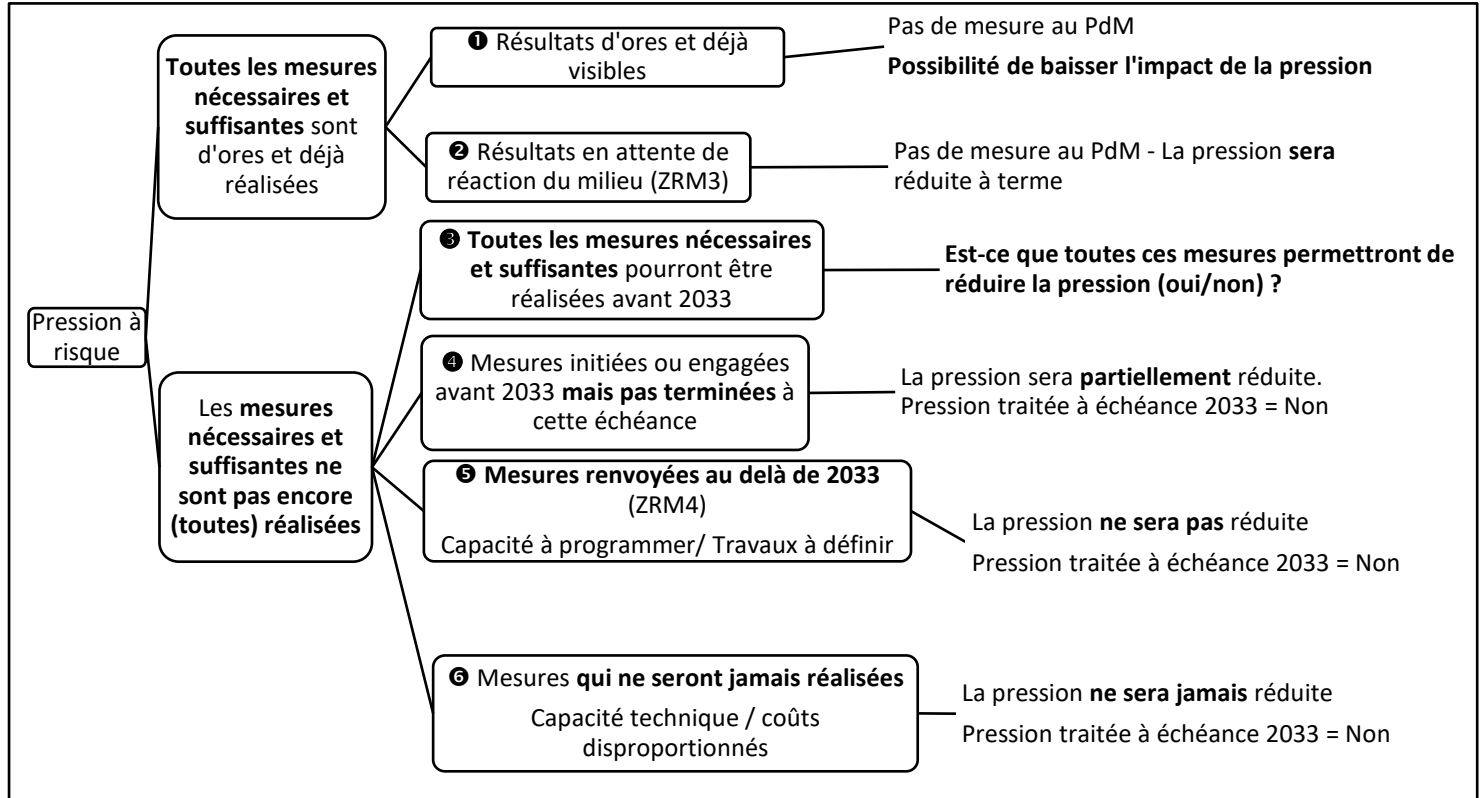 Pression à
risque
Toutes les mesures
nécessaires et
suffisantes sont
d'ores et déjà
réalisées
❶ Résultats d'ores et déjà
visibles
Pas de mesure au PdM
Possibilité de baisser l'impact de la pression
❷ Résultats en attente de
réaction du milieu (ZRM3)
Pas de mesure au PdM - La pression sera
réduite à terme
Les mesures
nécessaires et
suffisantes ne
sont pas encore
(toutes) réalisées
❸ Toutes les mesures nécessaires
et suffisantes pourront être
réalisées avant 2033
Est-ce que toutes ces mesures permettront de
réduire la pression (oui/non) ?
❹ Mesures initiées ou engagées
avant 2033 mais pas terminées à
cette échéance
La pression sera partiellement réduite.
Pression traitée à échéance 2033 = Non
❺ Mesures renvoyées au delà de 2033
(ZRM4)
Capacité à programmer/ Travaux à définir
La pression ne sera pas réduite
Pression traitée à échéance 2033 = Non
❻ Mesures qui ne seront jamais réalisées
Capacité technique / coûts
disproportionnés
La pression ne sera jamais réduite
Pression traitée à échéance 2033 = Non